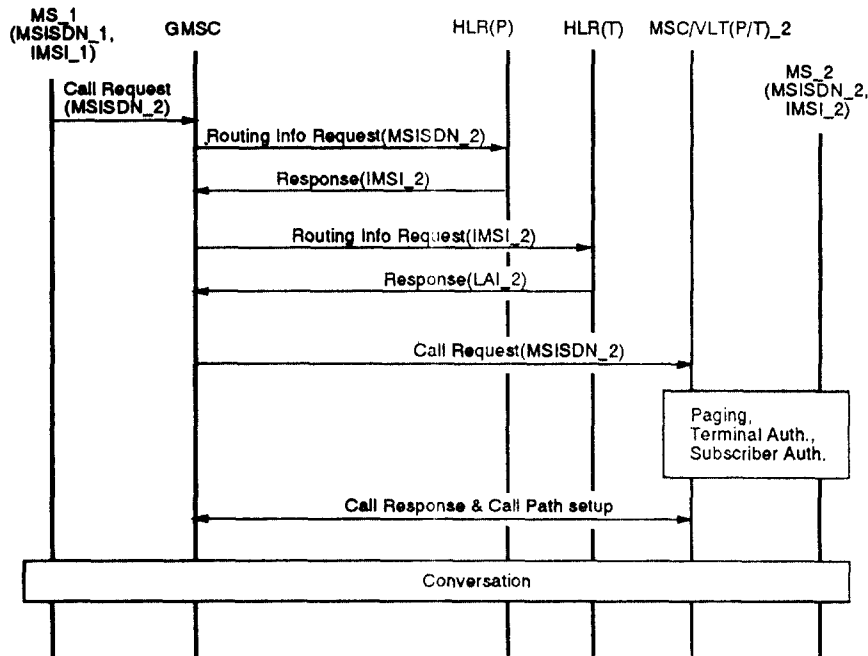 MS_1
(MSISDN_1,
IMSI_1)
GMSC
HLR(P)
HLR(T)
MSC/VLT(P/T)_2
MS_2
(MSISDN_2,
IMSI_2)
Call Request
(MSISDN_2)
Routing Info Request(MSISDN_2)
Response(IMSI_2)
Routing Info Request(IMSI_2)
Response(LAI_2)
Call Request(MSISDN_2)
Paging,
Terminal Auth.,
Subscriber Auth.
Call Response & Call Path setup
Conversation